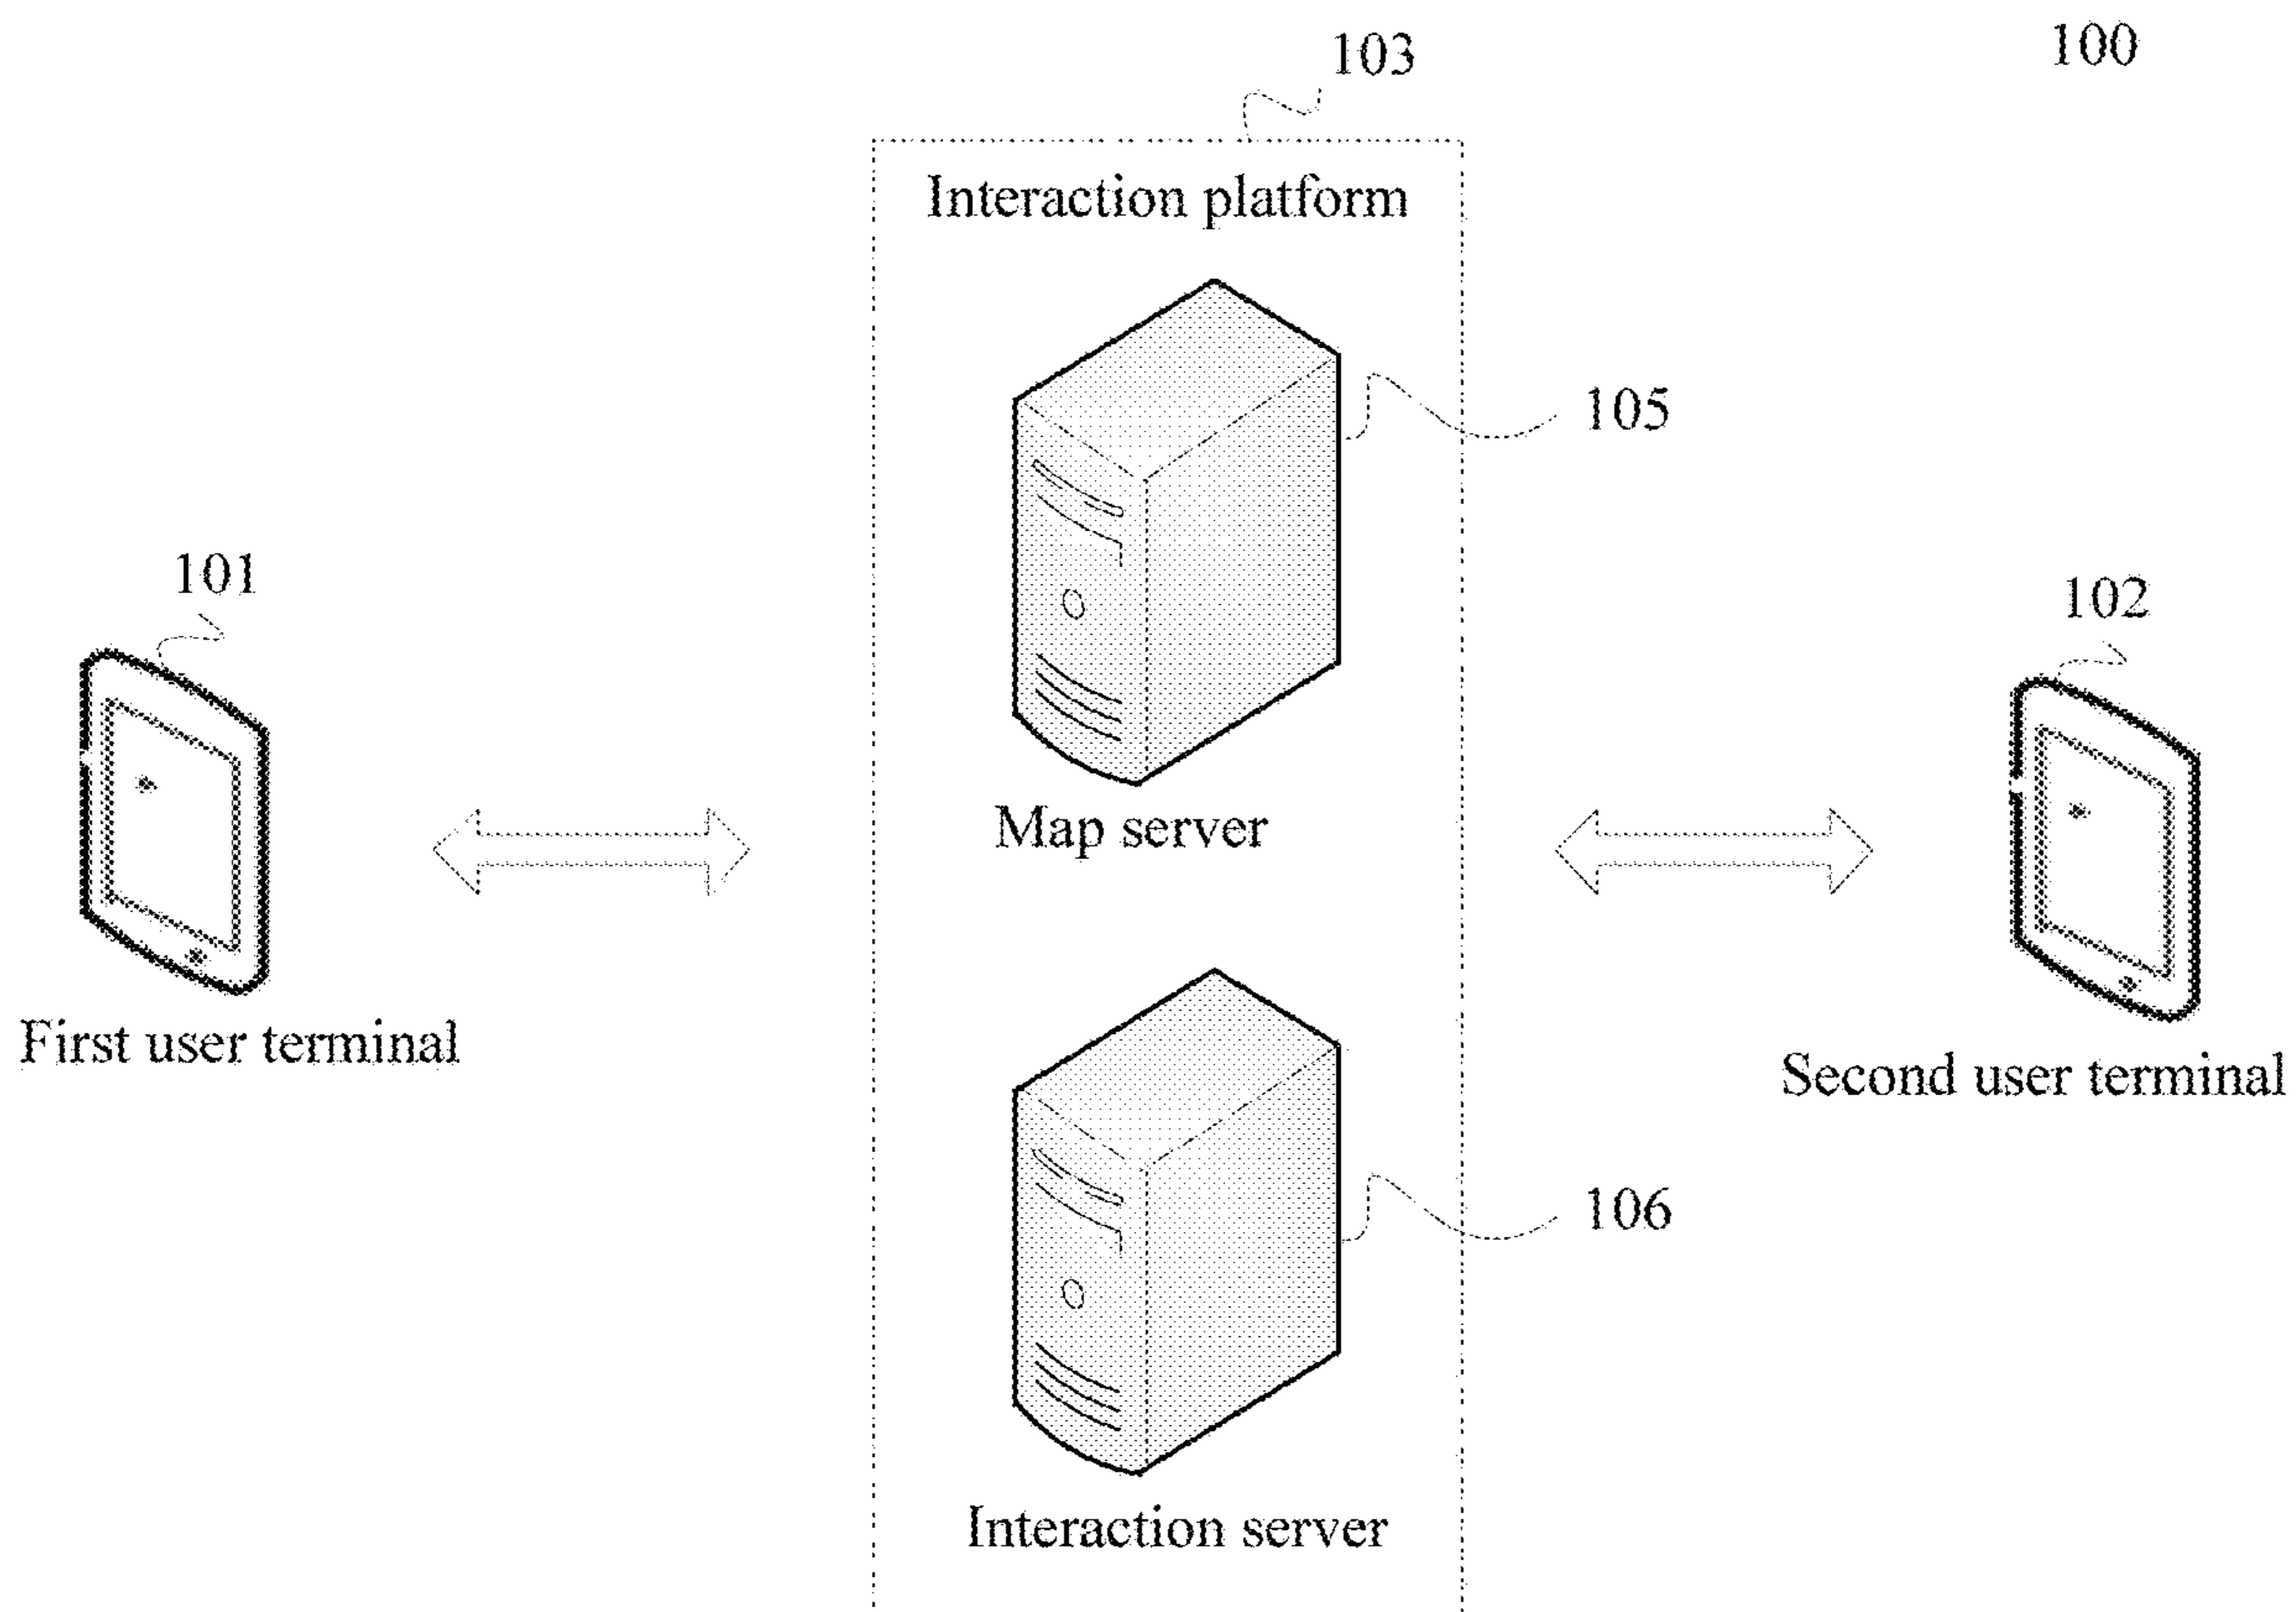 100
103
Interaction platform
105
101
102
Map server
First user terminal
Second user terminal
106
Interaction server